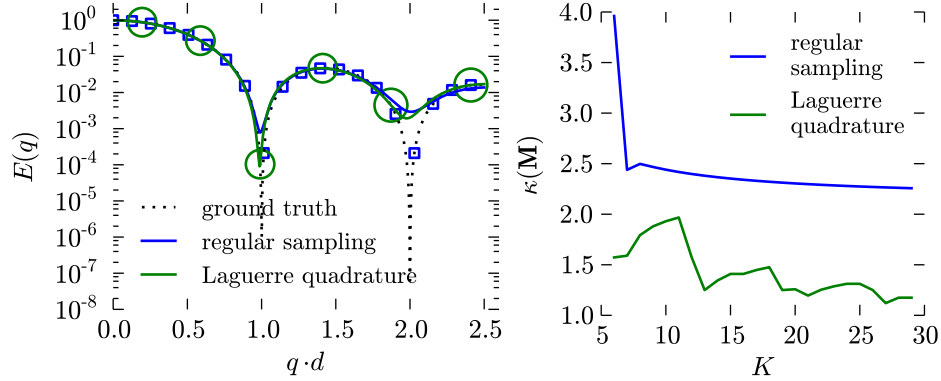 10⁰
10⁻¹
10⁻²
10⁻³
10⁻⁴
10⁻⁵
10⁻⁶
10⁻⁷
10⁻⁸
E(q)
ground truth
regular sampling
Laguerre quadrature
0.0 0.5 1.0 1.5 2.0 2.5
q·d
4.0
3.5
3.0
2.5
2.0
1.5
1.0
κ(M)
regular
sampling
Laguerre
quadrature
5 10 15 20 25 30
K